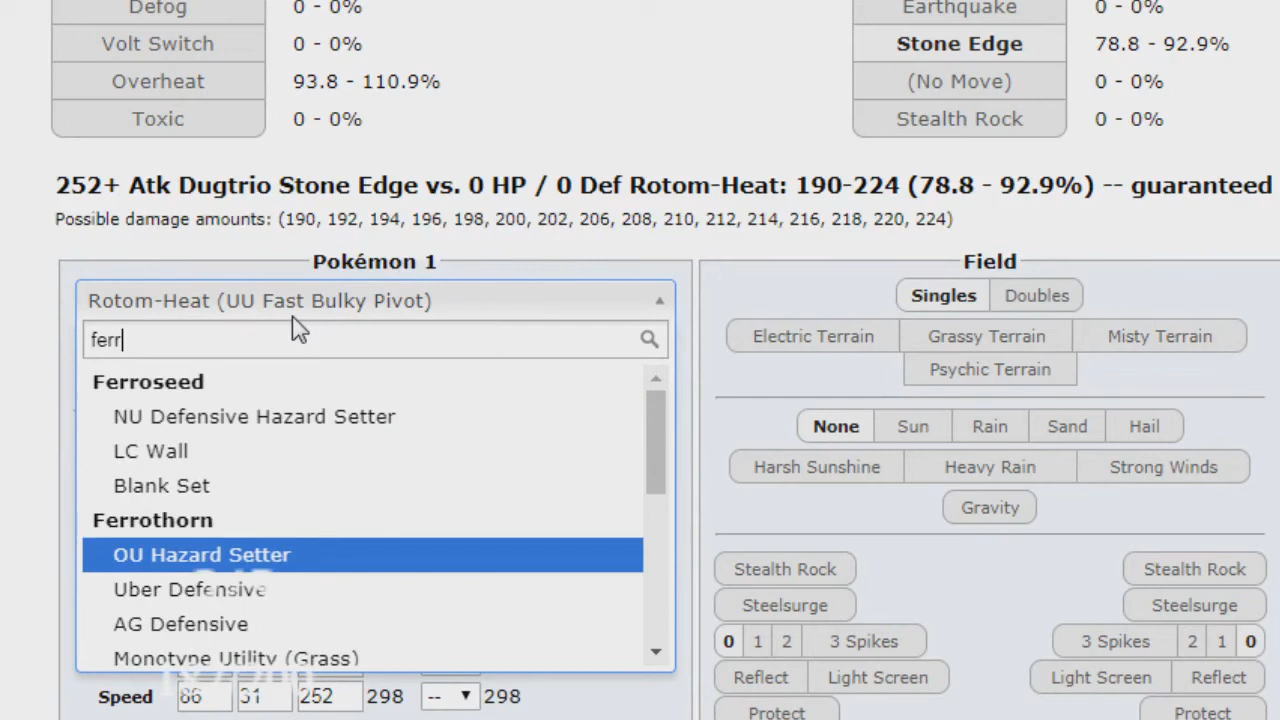 Defog 0 - 0% Earthquake 0 - 0%
Volt Switch 0 - 0% Stone Edge 78.8 - 92.9%
Overheat 93.8 - 110.9% (No Move) 0 - 0%
Toxic 0 - 0% Stealth Rock 0 - 0%
252+ Atk Dugtrio Stone Edge vs. 0 HP / 0 Def Rotom-Heat: 190-224 (78.8 - 92.9%) -- guaranteed
Possible damage amounts: (190, 192, 194, 196, 198, 200, 202, 206, 208, 210, 212, 214, 216, 218, 220, 224)
Pokémon 1
Rotom-Heat (UU Fast Bulky Pivot)
ferr
Ferroseed
NU Defensive Hazard Setter
LC Wall
Blank Set
Ferrothorn
OU Hazard Setter
Uber Defensive
AG Defensive
Monotype Utility (Grass)
Speed 86 31 252 298 -- 298
Field
Singles Doubles
Electric Terrain Grassy Terrain Misty Terrain
Psychic Terrain
None Sun Rain Sand Hail
Harsh Sunshine Heavy Rain Strong Winds
Gravity
Stealth Rock Stealth Rock
Steelsurge Steelsurge
0 1 2 3 Spikes 3 Spikes 2 1 0
Reflect Light Screen Light Screen Reflect
Protect Protect